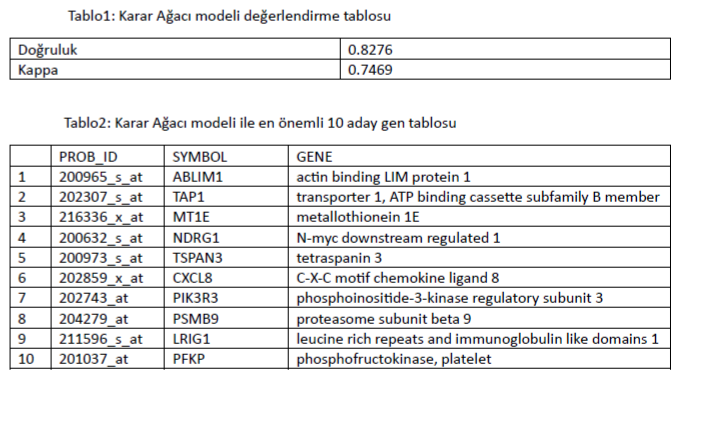 Tablo1: Karar Ağacı modeli değerlendirme tablosu
Doğruluk 0.8276
Kappa 0.7469
Tablo2: Karar Ağacı modeli ile en önemli 10 aday gen tablosu
PROB_ID SYMBOL GENE
1 200965_s_at ABLIM1 actin binding LIM protein 1
2 202307_s_at TAP1 transporter 1, ATP binding cassette subfamily B member
3 216336_x_at MT1E metallothionein 1E
4 200632_s_at NDRG1 N-myc downstream regulated 1
5 200973_s_at TSPAN3 tetraspanin 3
6 202859_x_at CXCL8 C-X-C motif chemokine ligand 8
7 202743_at PIK3R3 phosphoinositide-3-kinase regulatory subunit 3
8 204279_at PSMB9 proteasome subunit beta 9
9 211596_s_at LRIG1 leucine rich repeats and immunoglobulin like domains 1
10 201037_at PFKP phosphofructokinase, platelet